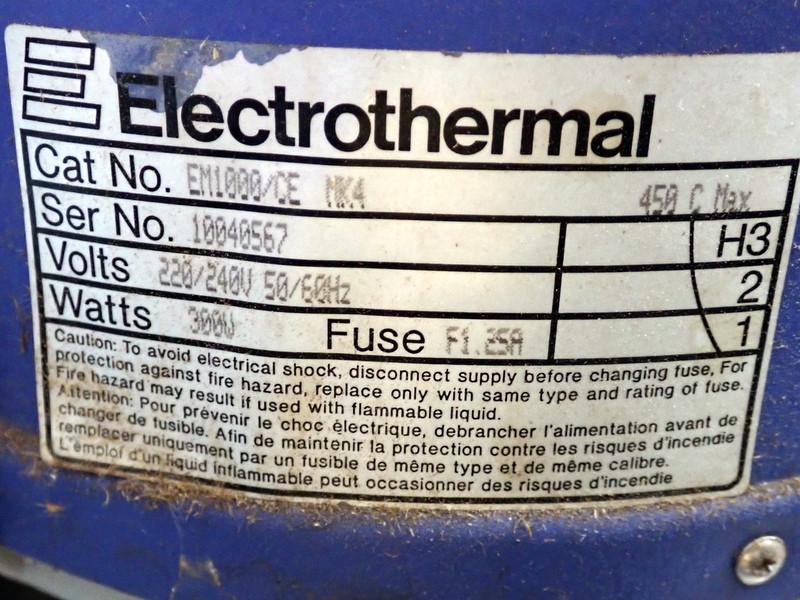 Electrothermal
Cat No. EM1000/CE MK4 450 C Max
Ser No. 10040567 H3
Volts 220/240V 50/60Hz 2
Watts 300W Fuse F1.25A 1
Caution: To avoid electrical shock, disconnect supply before changing fuse, For
protection against fire hazard, replace only with same type and rating of fuse.
Fire hazard may result if used with flammable liquid.
Attention: Pour prévenir le choc électrique, debrancher l'alimentation avant de
changer de fusible. Afin de maintenir la protection contre les risques d'incendie
remplacer uniquement par un fusible de même type et de même calibre.
L'emploi d'un liquid inflammable peut occasionner des risques d'incendie